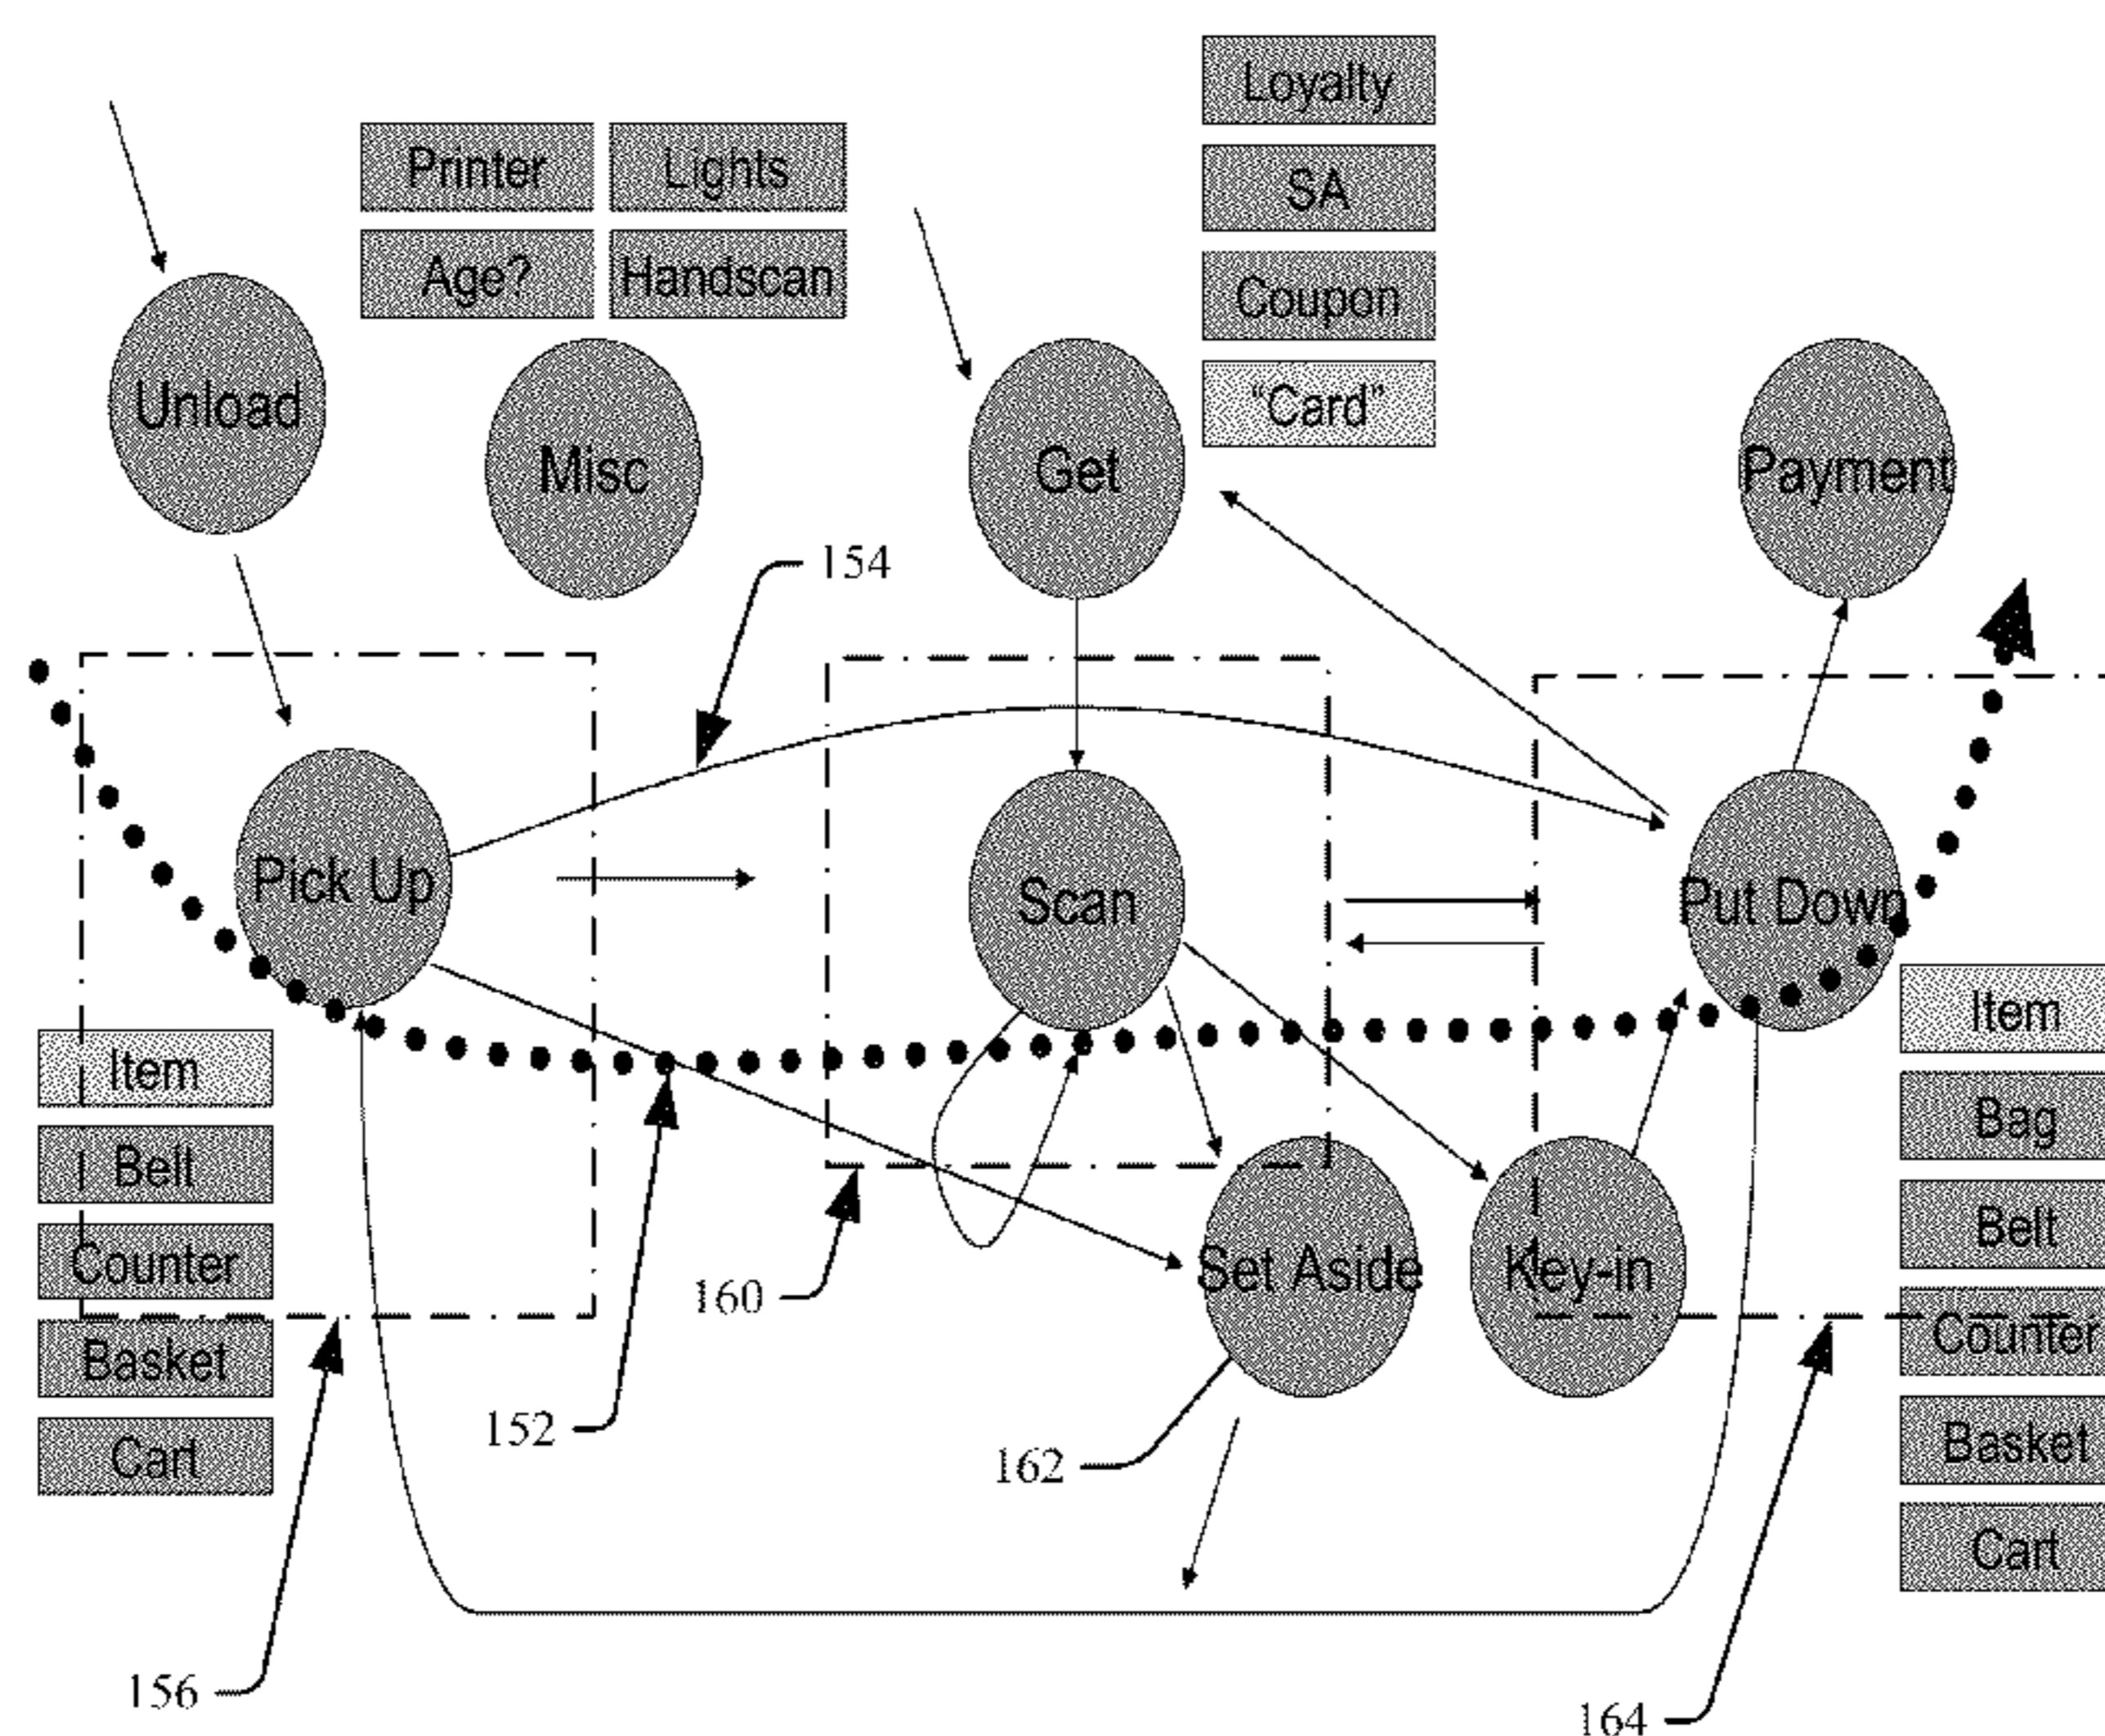 Loyalty
Printer
Lights
SA
Age?
Handscan
Coupon
Unload
Misc
Get
"Card"
Payment
154
Pick Up
Scan
Put Down
Item
Belt
Counter
Basket
Cart
Item
Bag
Belt
Counter
Basket
Cart
Set Aside
Key-in
160
152
162
156
164